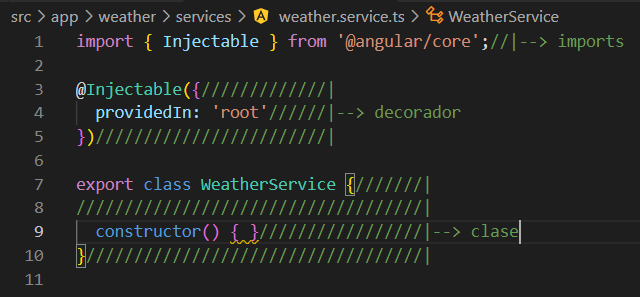 src > app > weather > services > weather.service.ts > WeatherService
1 import { Injectable } from '@angular/core';//|--> imports
2
3 @Injectable({/////////////|
4   providedIn: 'root'//////|--> decorador
5 })////////////////////////|
6
7 export class WeatherService {///////|
8 ////////////////////////////////////|
9   constructor() { }/////////////////|--> clase
10 }///////////////////////////////////|
11